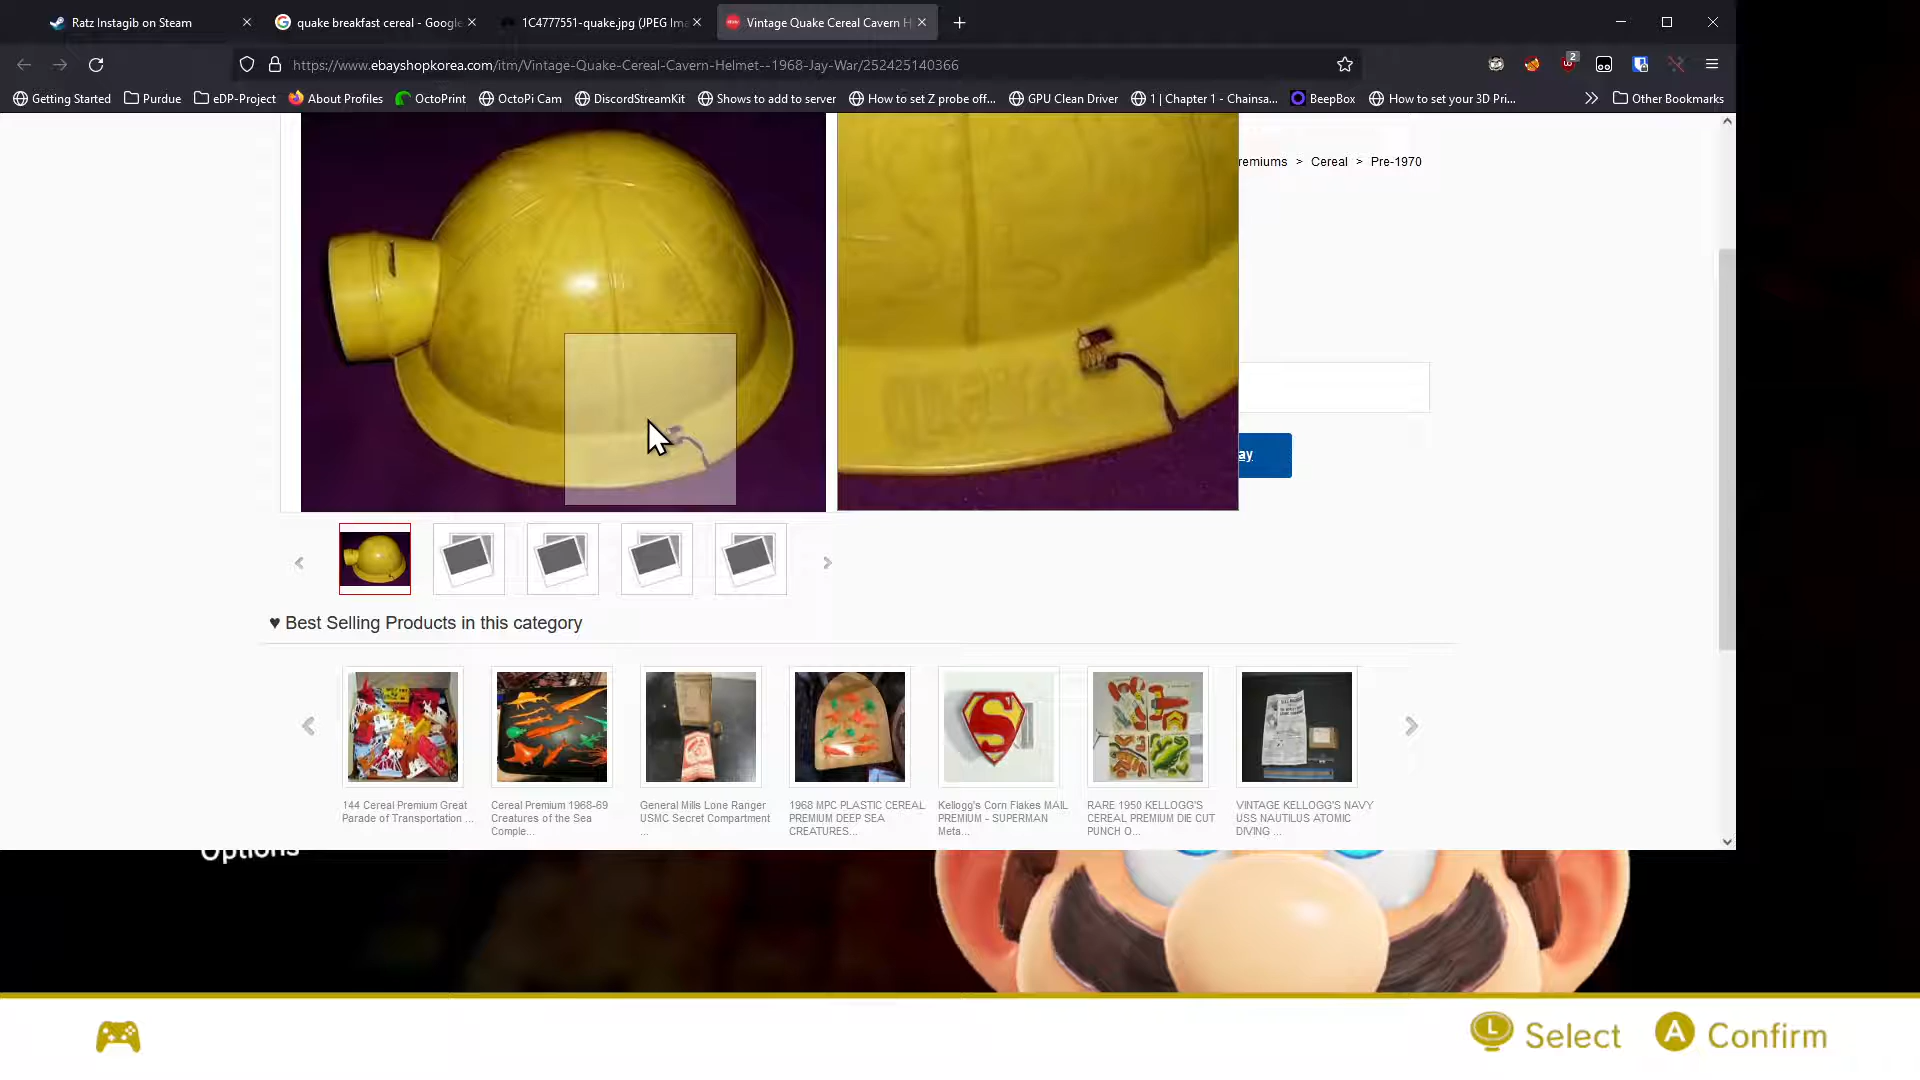 Ratz Instagib on Steam
quake breakfast cereal - Google
1C4777551-quake.jpg (JPEG Ima
Vintage Quake Cereal Cavern H
https://www.ebayshopkorea.com/itm/Vintage-Quake-Cereal-Cavern-Helmet--1968-Jay-War/252425140366
2
Getting Started
Purdue
eDP-Project
About Profiles
OctoPrint
OctoPi Cam
DiscordStreamKit
Shows to add to server
How to set Z probe off...
GPU Clean Driver
1 | Chapter 1 - Chainsa...
BeepBox
How to set your 3D Pri...
Other Bookmarks
remiums > Cereal > Pre-1970
Quake
ay
♥ Best Selling Products in this category
144 Cereal Premium Great
Parade of Transportation ...
Cereal Premium 1968-69
Creatures of the Sea
Comple...
General Mills Lone Ranger
USMC Secret Compartment
...
1968 MPC PLASTIC CEREAL
PREMIUM DEEP SEA
CREATURES...
Kellogg's Corn Flakes MAIL
PREMIUM - SUPERMAN
Meta...
RARE 1950 KELLOGG'S
CEREAL PREMIUM DIE CUT
PUNCH O...
VINTAGE KELLOGG'S NAVY
USS NAUTILUS ATOMIC
DIVING ...
Options
L Select
A Confirm